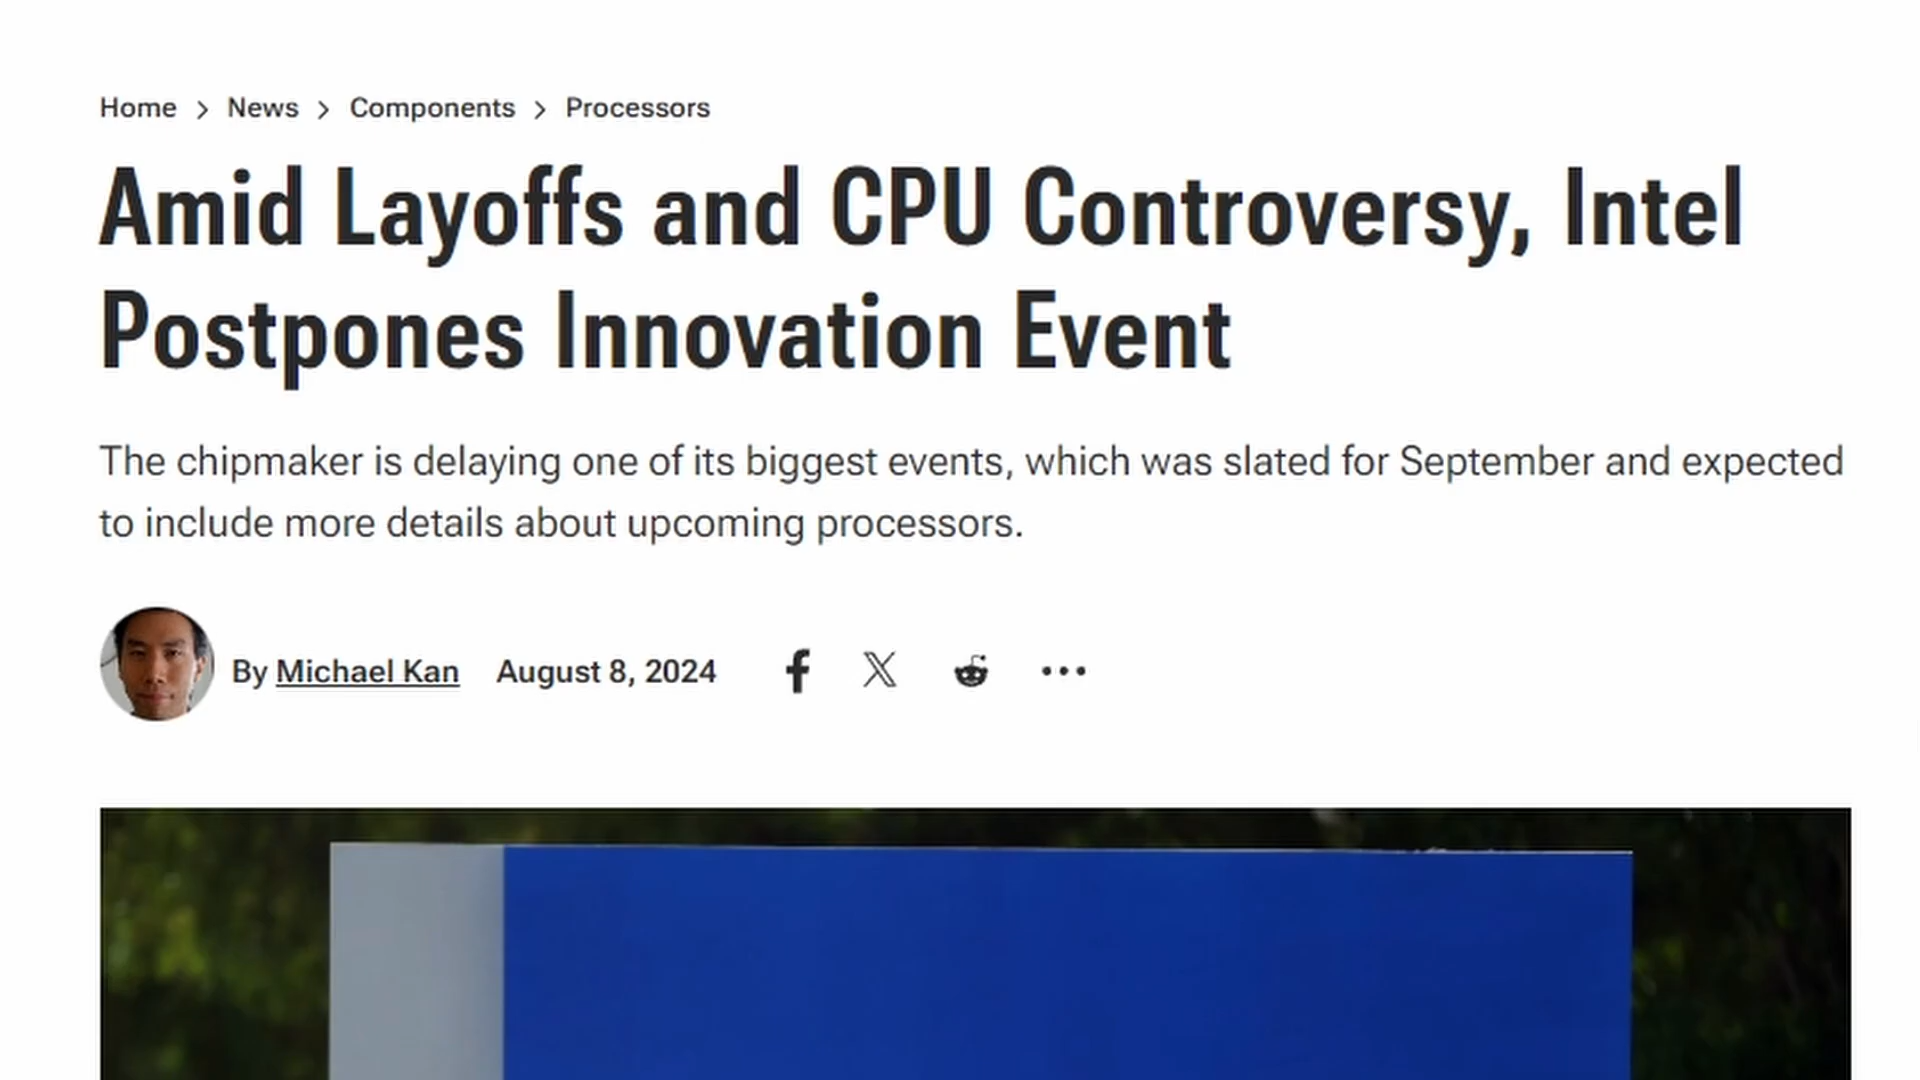 Home > News > Components > Processors
Amid Layoffs and CPU Controversy, Intel
Postpones Innovation Event
The chipmaker is delaying one of its biggest events, which was slated for September and expected
to include more details about upcoming processors.
By Michael Kan August 8, 2024